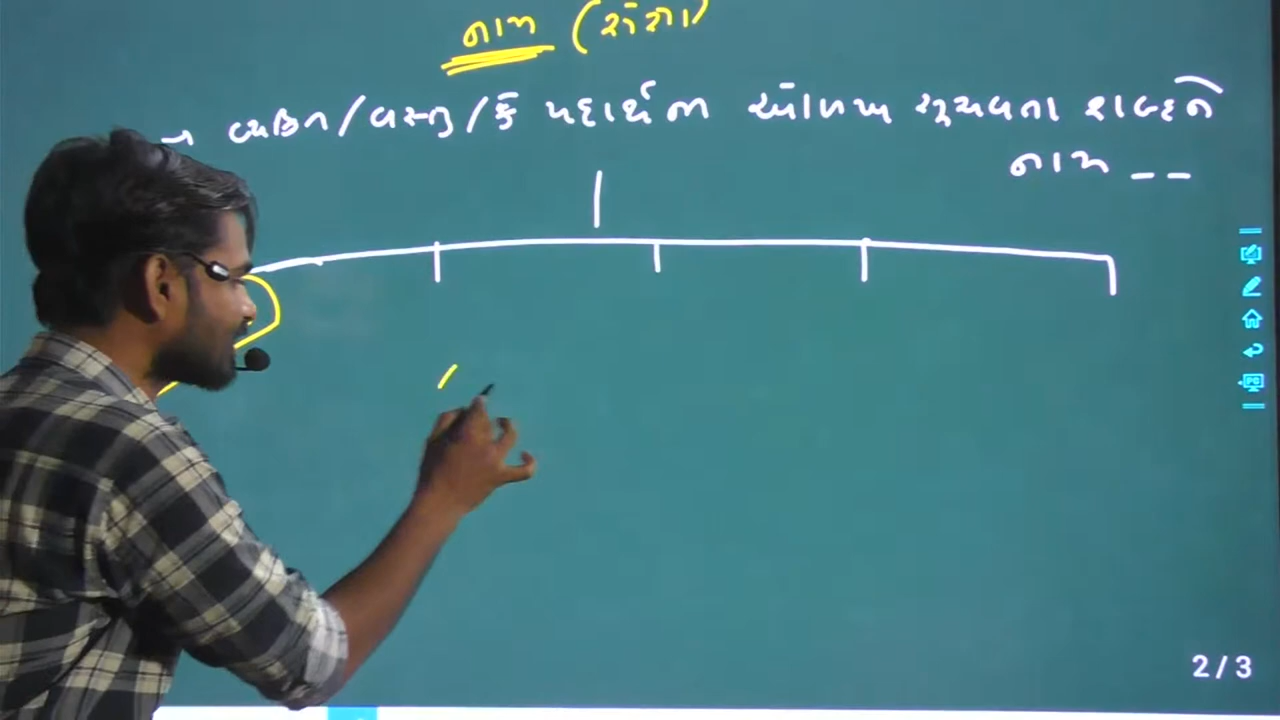 નામ (સંજ્ઞા)
→ વ્યક્તિ/વસ્તુ/કે પદાર્થના ઓળખ સૂચવતા શબ્દને
નામ _ _
2/3